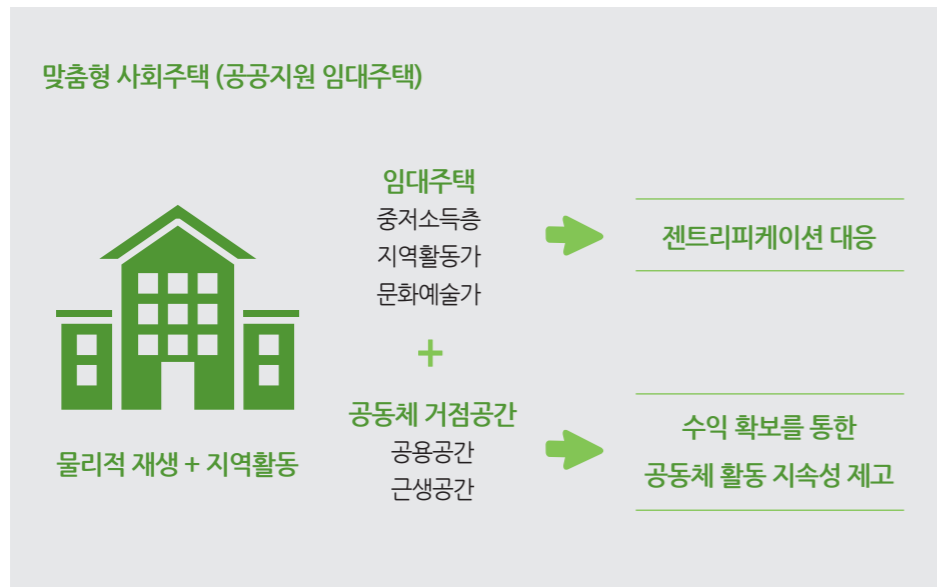 맞춤형 사회주택 (공공지원 임대주택)
물리적 재생 + 지역활동
임대주택
중저소득층
지역활동가
문화예술가
+
공동체 거점공간
공용공간
근생공간
젠트리피케이션 대응
수익 확보를 통한
공동체 활동 지속성 제고